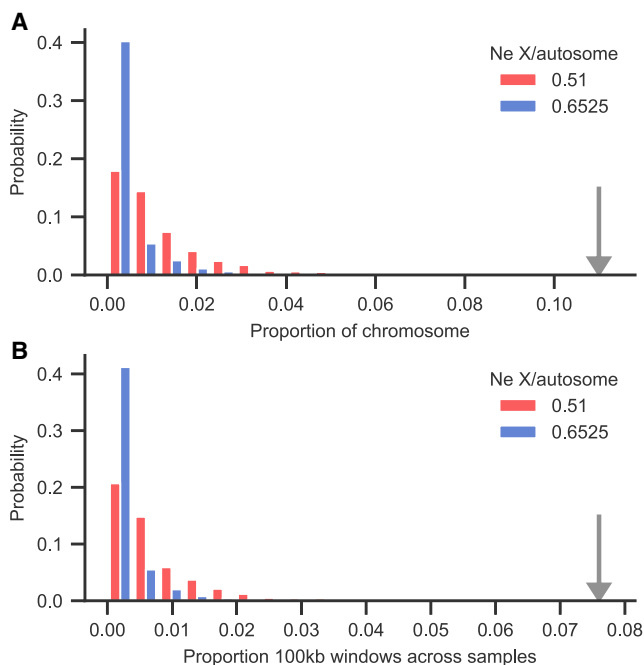 A
Probability
0.4
0.3
0.2
0.1
0.0
Ne X/autosome
0.51
0.6525
0.00 0.02 0.04 0.06 0.08 0.10
Proportion of chromosome
B
Probability
0.4
0.3
0.2
0.1
0.0
Ne X/autosome
0.51
0.6525
0.00 0.01 0.02 0.03 0.04 0.05 0.06 0.07 0.08
Proportion 100kb windows across samples